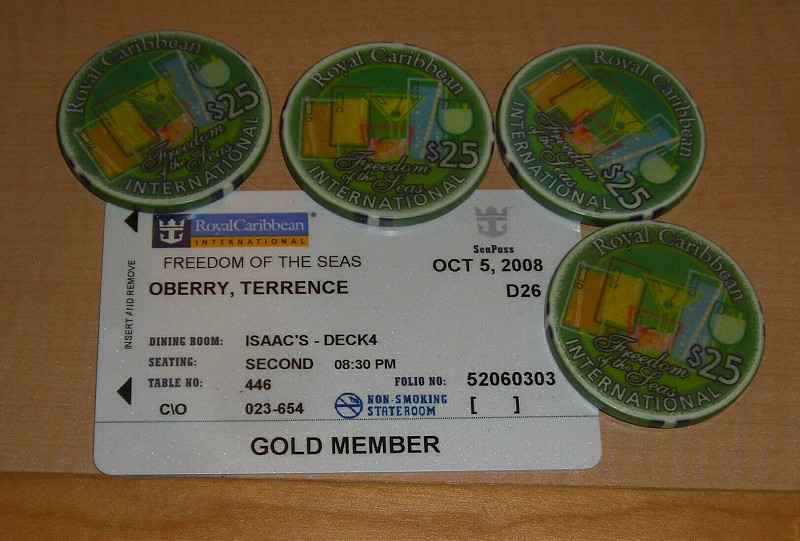 Royal Caribbean
$25
Freedom
of the Seas
INTERNATIONAL
Royal Caribbean
$25
Freedom
of the Seas
INTERNATIONAL
Royal Caribbean
$25
Freedom
of the Seas
INTERNATIONAL
Royal Caribbean
$25
Freedom
of the Seas
INTERNATIONAL
INSERT AND REMOVE
RoyalCaribbean®
INTERNATIONAL
SeaPass
FREEDOM OF THE SEAS
OCT 5, 2008
OBERRY, TERRENCE
D26
DINING ROOM: ISAAC'S - DECK4
SEATING: SECOND 08:30 PM
TABLE NO: 446 FOLIO NO: 52060303
C\O 023-654 NON-SMOKING STATEROOM [ ]
GOLD MEMBER